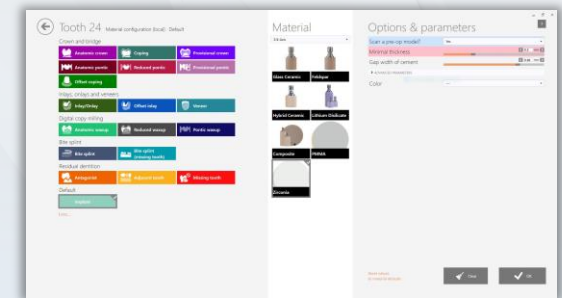 Tooth 24 Material configuration (local): Default
Crown and bridge
Anatomic crown
Coping
Provisional crown
Anatomic pontic
Reduced pontic
Provisional pontic
Offset coping
Inlays, onlays and veneers
Inlay/Onlay
Offset inlay
Veneer
Digital copy milling
Anatomic waxup
Reduced waxup
Pontic waxup
Bite splint
Bite splint
Bite splint
(missing teeth)
Residual dentition
Antagonist
Adjacent tooth
Missing tooth
Default
Material
Glass Ceramic
Hybrid Ceramic
Lithium Disilicate
Composite
PMMA
Zirconia
Options & parameters
Scan a pre-op model?
Minimal thickness
Gap width of cement
Color
Clear
OK